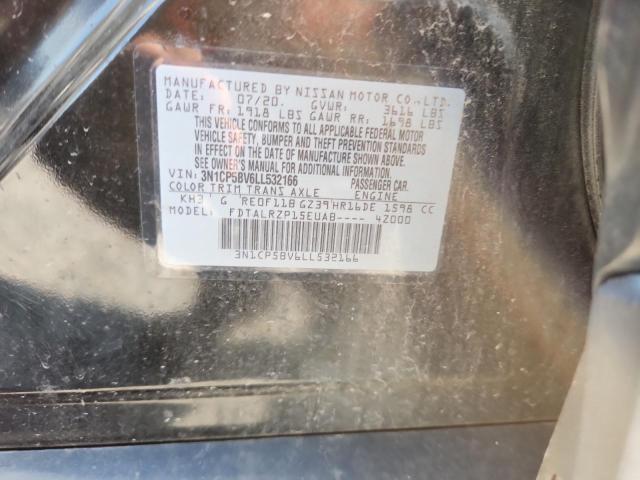 MANUFACTURED BY NISSAN MOTOR CO.,LTD.
DATE: 07/20. GVWR: 3616 LBS
GAWR FR: 1918 LBS GAWR RR: 1698 LBS
THIS VEHICLE CONFORMS TO ALL APPLICABLE FEDERAL MOTOR
VEHICLE SAFETY, BUMPER AND THEFT PREVENTION STANDARDS
IN EFFECT ON THE DATE OF MANUFACTURE SHOWN ABOVE.
SEE OWNER'S MANUAL FOR ADDITIONAL INFORMATION.
VIN: 3N1CP5BV6LL532166 PASSENGER CAR.
COLOR TRIM TRANS AXLE ENGINE
KH3 G RE0F11B GZ39 HR16DE 1598 CC
MODEL: FDTALRZP15EUAB---- 42000
3N1CP5BV6LL532166